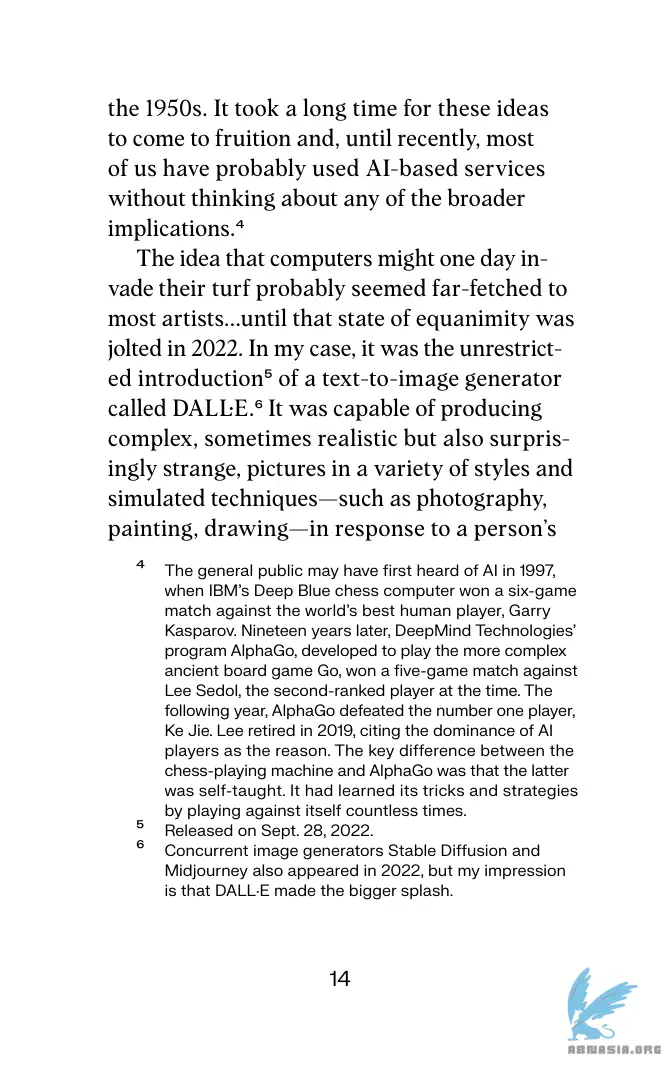 the 1950s. It took a long time for these ideas
to come to fruition and, until recently, most
of us have probably used AI-based services
without thinking about any of the broader
implications.⁴
The idea that computers might one day in-
vade their turf probably seemed far-fetched to
most artists…until that state of equanimity was
jolted in 2022. In my case, it was the unrestrict-
ed introduction⁵ of a text-to-image generator
called DALL·E.⁶ It was capable of producing
complex, sometimes realistic but also surpris-
ingly strange, pictures in a variety of styles and
simulated techniques—such as photography,
painting, drawing—in response to a person’s
⁴ The general public may have first heard of AI in 1997,
when IBM’s Deep Blue chess computer won a six-game
match against the world’s best human player, Garry
Kasparov. Nineteen years later, DeepMind Technologies’
program AlphaGo, developed to play the more complex
ancient board game Go, won a five-game match against
Lee Sedol, the second-ranked player at the time. The
following year, AlphaGo defeated the number one player,
Ke Jie. Lee retired in 2019, citing the dominance of AI
players as the reason. The key difference between the
chess-playing machine and AlphaGo was that the latter
was self-taught. It had learned its tricks and strategies
by playing against itself countless times.
⁵ Released on Sept. 28, 2022.
⁶ Concurrent image generators Stable Diffusion and
Midjourney also appeared in 2022, but my impression
is that DALL·E made the bigger splash.
14
ABNASIA.ORG